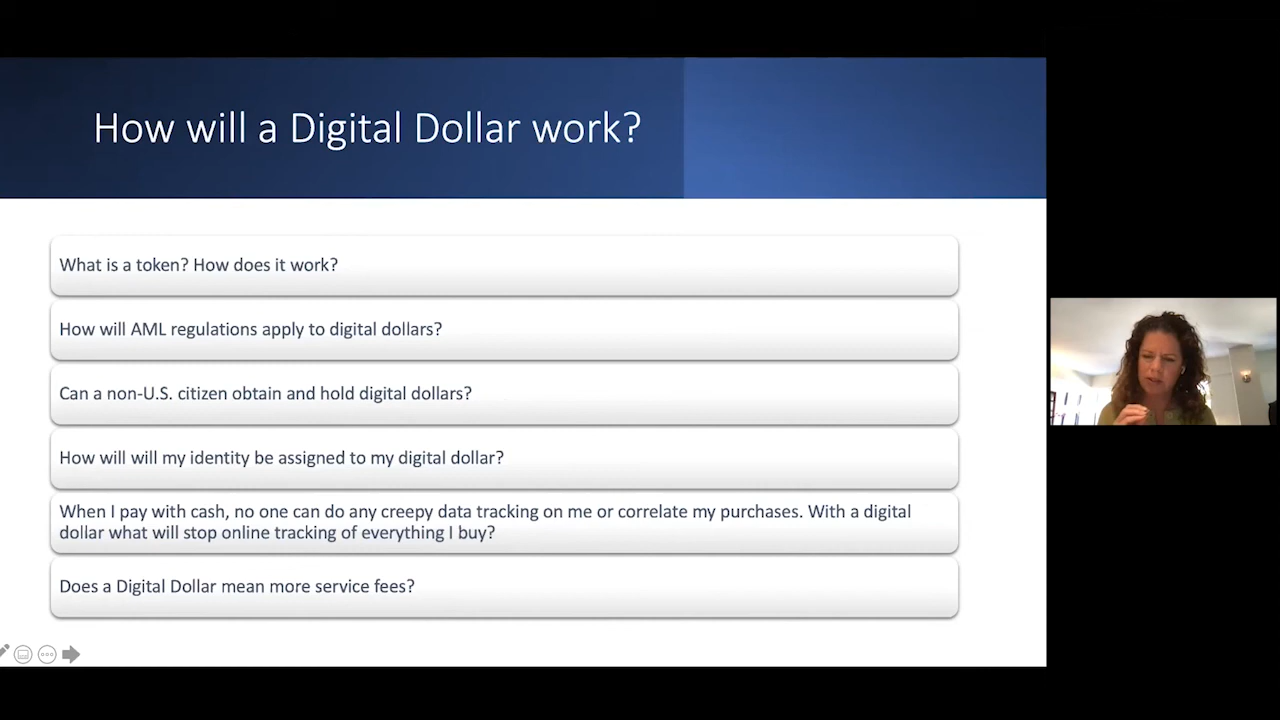 How will a Digital Dollar work?
What is a token? How does it work?
How will AML regulations apply to digital dollars?
Can a non-U.S. citizen obtain and hold digital dollars?
How will will my identity be assigned to my digital dollar?
When I pay with cash, no one can do any creepy data tracking on me or correlate my purchases. With a digital
dollar what will stop online tracking of everything I buy?
Does a Digital Dollar mean more service fees?